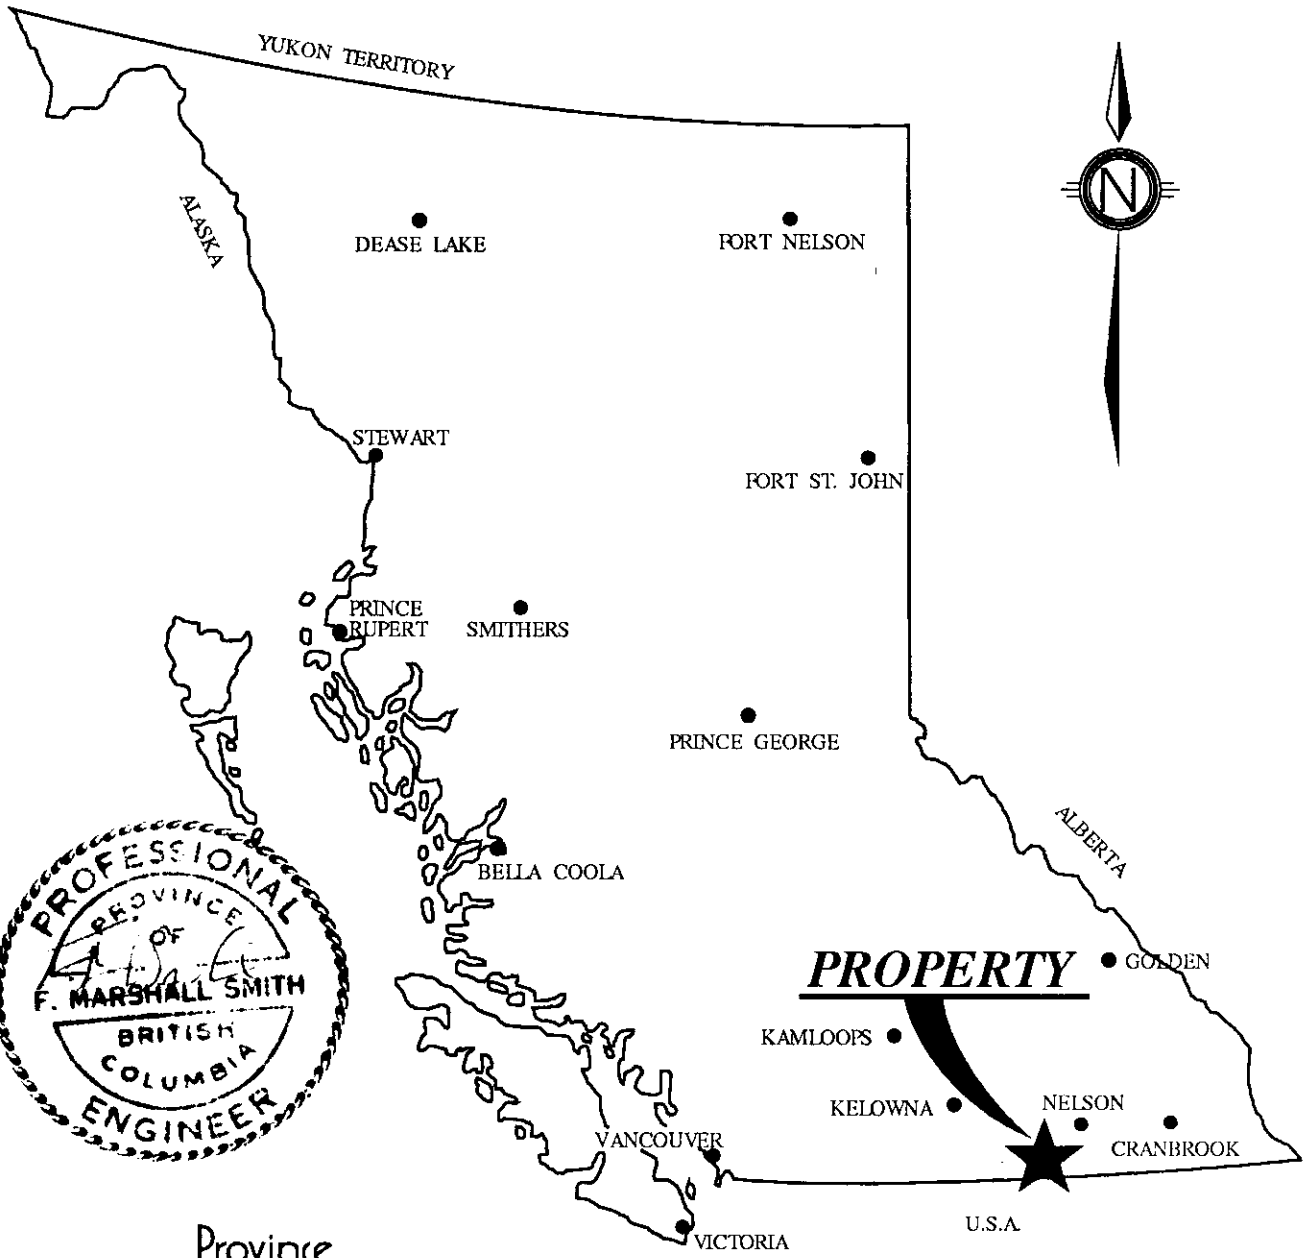 YUKON TERRITORY
N
ALASKA
DEASE LAKE
FORT NELSON
STEWART
FORT ST. JOHN
PRINCE
RUPERT
SMITHERS
PRINCE GEORGE
ALBERTA
BELLA COOLA
PROFESSIONAL
PROVINCE
OF
F. MARSHALL SMITH
BRITISH
COLUMBIA
ENGINEER
PROPERTY
GOLDEN
KAMLOOPS
KELOWNA
NELSON
CRANBROOK
VANCOUVER
U.S.A.
VICTORIA
Province